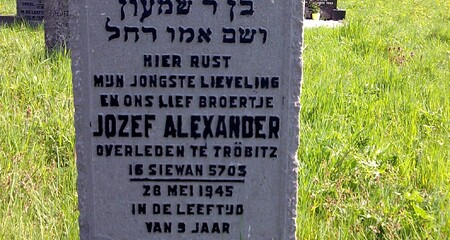 בן ר שמעון
ושם אמו רחל
HIER RUST
MIJN JONGSTE LIEVELING
EN ONS LIEF BROERTJE
JOZEF ALEXANDER
OVERLEDEN TE TRÖBITZ
16 SIEWAN 5705
28 MEI 1945
IN DE LEEFTIJD
VAN 9 JAAR